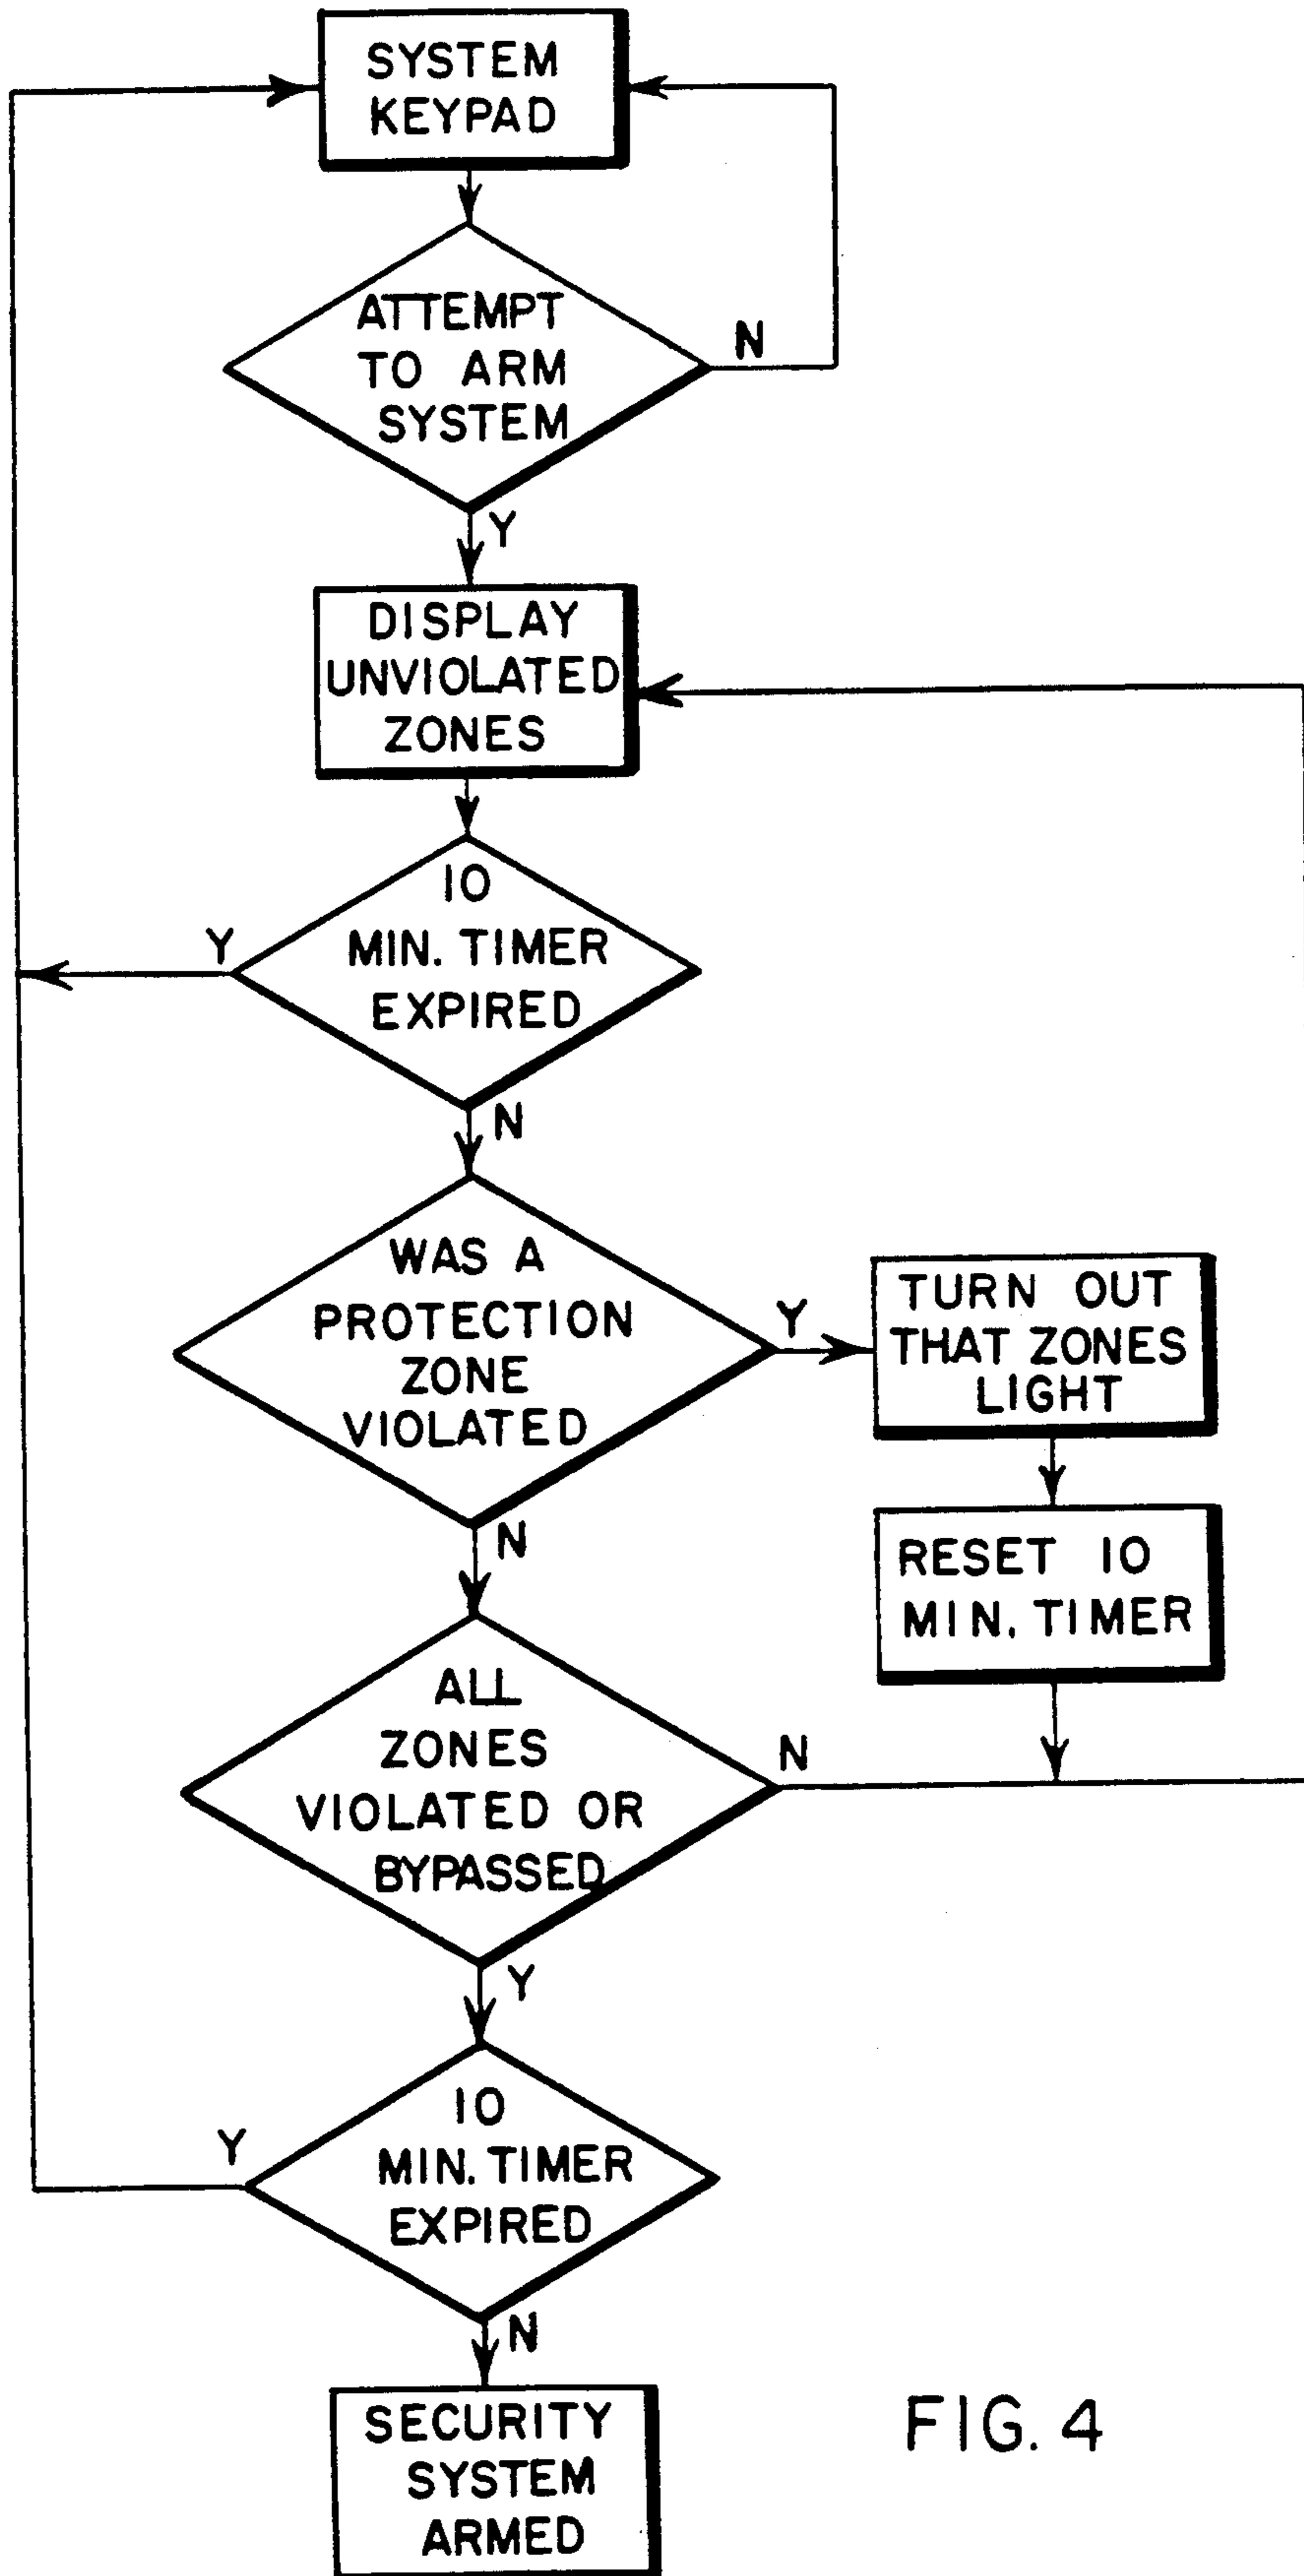 SYSTEM
KEYPAD
ATTEMPT
TO ARM
SYSTEM
N
Y
DISPLAY
UNVIOLATED
ZONES
10
MIN. TIMER
EXPIRED
Y
N
WAS A
PROTECTION
ZONE
VIOLATED
Y
TURN OUT
THAT ZONES
LIGHT
RESET 10
MIN. TIMER
N
ALL
ZONES
VIOLATED OR
BYPASSED
N
Y
10
MIN. TIMER
EXPIRED
Y
N
SECURITY
SYSTEM
ARMED
FIG. 4